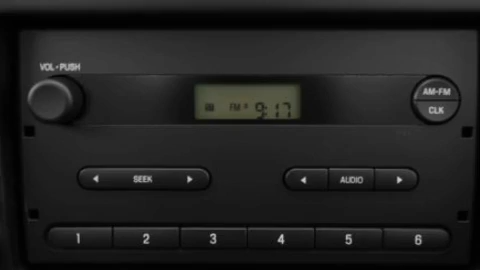 VOL • PUSH
FM 9:17
AM-FM
CLK
SEEK
AUDIO
1 2 3 4 5 6